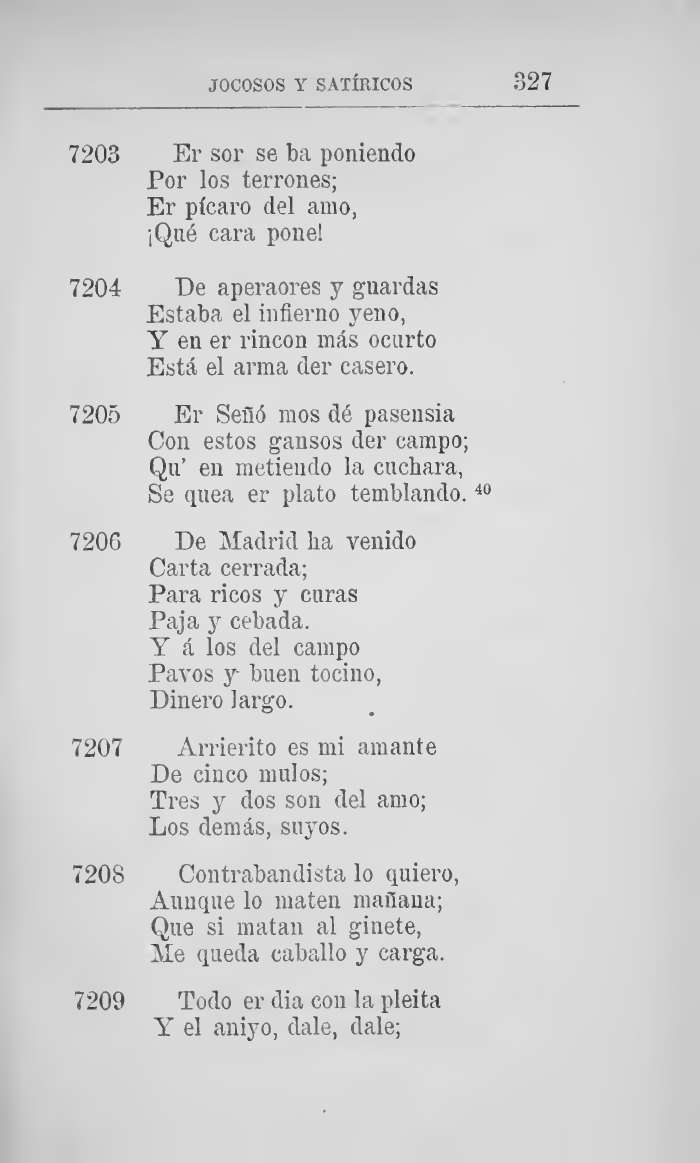 JOCOSOS Y SATÍRICOS 327
7203 Er sor se ba poniendo
Por los terrones;
Er pícaro del amo,
¡Qué cara pone!
7204 De aperaores y guardas
Estaba el infierno yeno,
Y en er rincon más ocurto
Está el arma der casero.
7205 Er Señó mos dé pasensia
Con estos gansos der campo;
Qu' en metiendo la cuchara,
Se quea er plato temblando. 40
7206 De Madrid ha venido
Carta cerrada;
Para ricos y curas
Paja y cebada.
Y á los del campo
Pavos y buen tocino,
Dinero largo.
7207 Arrierito es mi amante
De cinco mulos;
Tres y dos son del amo;
Los demás, suyos.
7208 Contrabandista lo quiero,
Aunque lo maten mañana;
Que si matan al ginete,
Me queda caballo y carga.
7209 Todo er dia con la pleita
Y el aniyo, dale, dale;